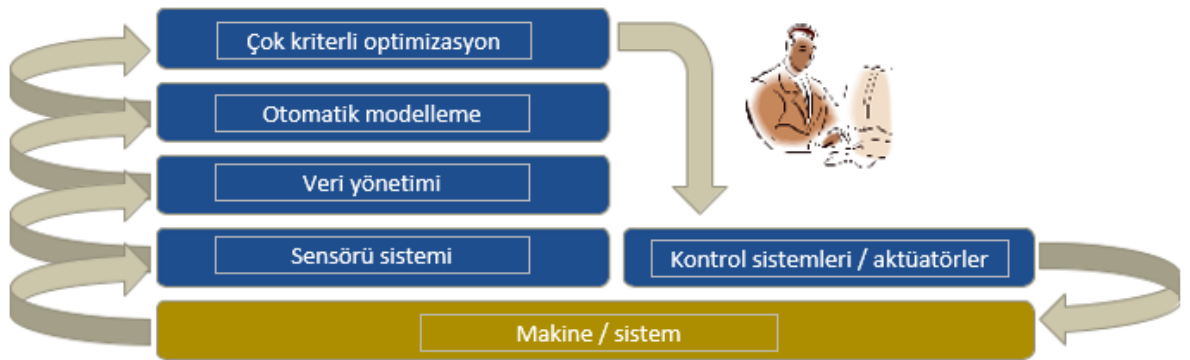 Çok kriterli optimizasyon
Otomatik modelleme
Veri yönetimi
Sensörü sistemi
Kontrol sistemleri / aktüatörler
Makine / sistem